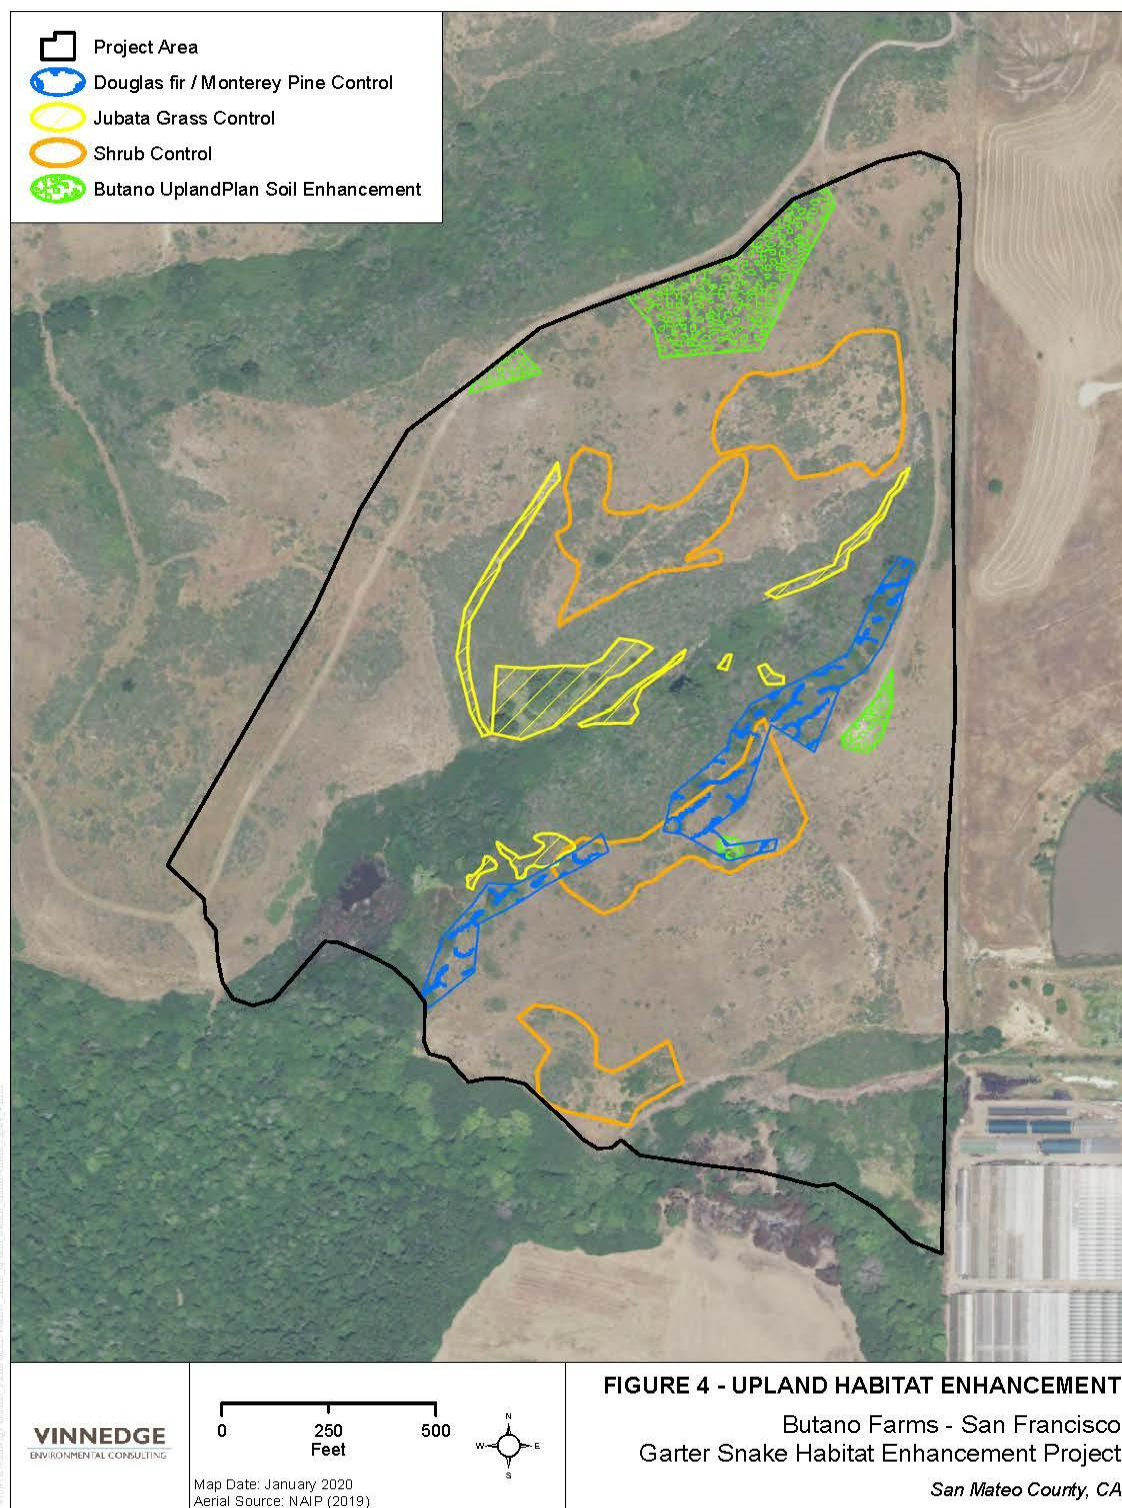 Project Area
Douglas fir / Monterey Pine Control
Jubata Grass Control
Shrub Control
Butano UplandPlan Soil Enhancement
VINNEDGE
ENVIRONMENTAL CONSULTING
0 250 500
Feet
Map Date: January 2020
Aerial Source: NAIP (2019)
N
W E
S
FIGURE 4 - UPLAND HABITAT ENHANCEMENT
Butano Farms - San Francisco
Garter Snake Habitat Enhancement Project
San Mateo County, CA